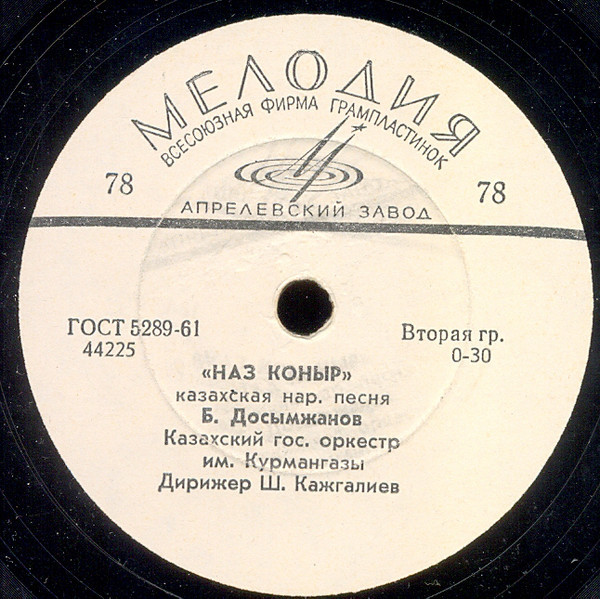 МЕЛОДИЯ
ВСЕСОЮЗНАЯ ФИРМА ГРАМПЛАСТИНОК
78
78
АПРЕЛЕВСКИЙ ЗАВОД
ГОСТ 5289-61
44225
Вторая гр.
0-30
«НАЗ КОНЫР»
казахская нар. песня
Б. Досымжанов
Казахский гос. оркестр
им. Курмангазы
Дирижер Ш. Кажгалиев